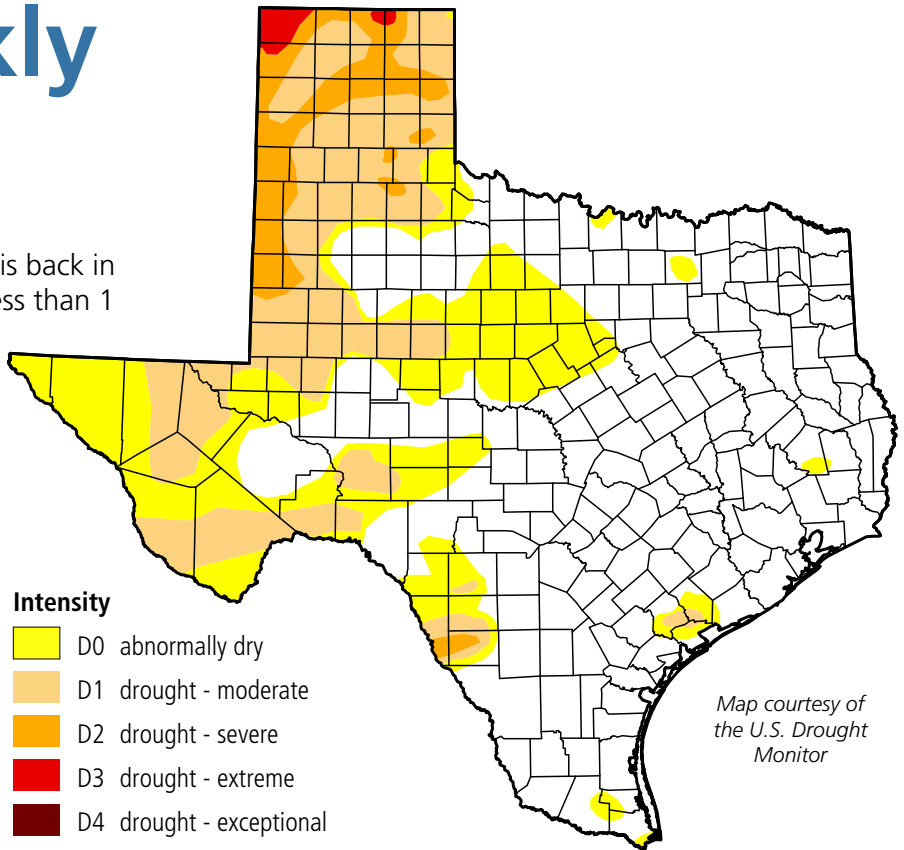 kly
is back in
ess than 1
Intensity
D0 abnormally dry
D1 drought - moderate
D2 drought - severe
D3 drought - extreme
D4 drought - exceptional
Map courtesy of
the U.S. Drought
Monitor